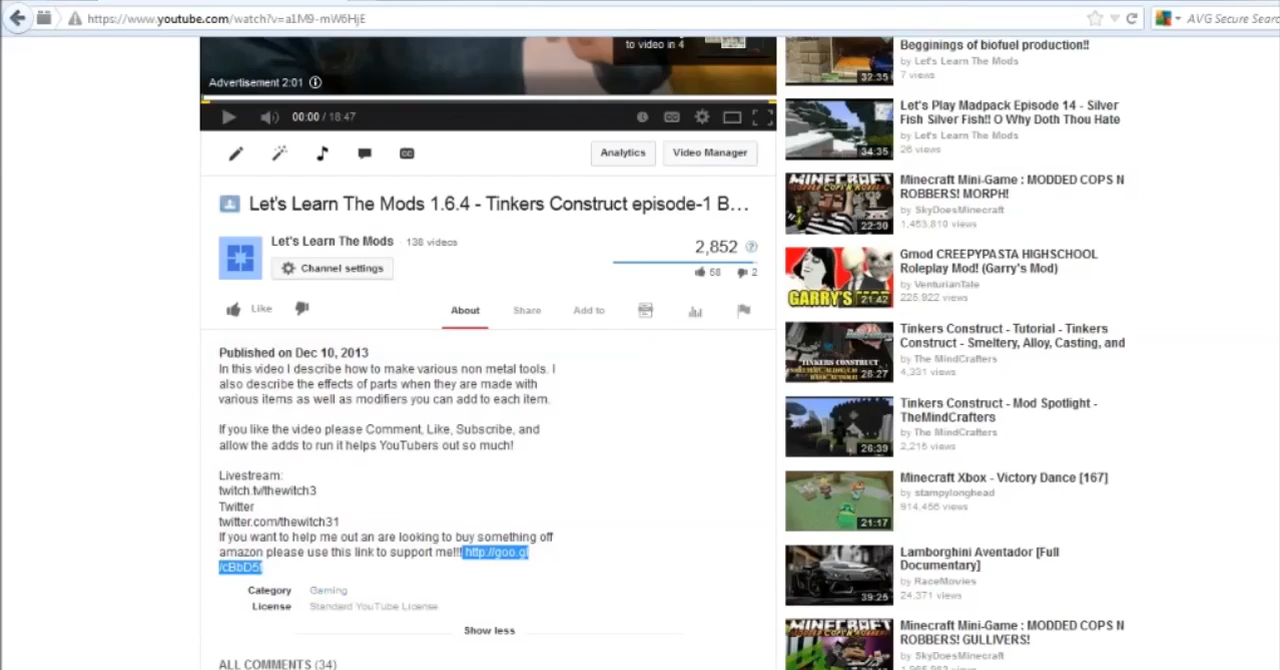 https://www.youtube.com/watch?v=a1M9-mW6HjE
AVG Secure Sear
to video in 4
Advertisement 2:01
00:00 / 18:47
Analytics
Video Manager
Let's Learn The Mods 1.6.4 - Tinkers Construct episode-1 B...
Let's Learn The Mods · 138 videos
2,852
Channel settings
58
2
Like
About
Share
Add to
Published on Dec 10, 2013
In this video I describe how to make various non metal tools. I
also describe the effects of parts when they are made with
various items as well as modifiers you can add to each item.
If you like the video please Comment, Like, Subscribe, and
allow the adds to run it helps YouTubers out so much!
Livestream:
twitch.tv/thewitch3
Twitter
twitter.com/thewitch31
If you want to help me out an are looking to buy something off
amazon please use this link to support me!!! http://goo.gl
/cBbD5f
Category Gaming
License Standard YouTube License
Show less
ALL COMMENTS (34)
Begginings of biofuel production!!
by Let's Learn The Mods
7 views
32:35
Let's Play Madpack Episode 14 - Silver
Fish Silver Fish!! O Why Doth Thou Hate
by Let's Learn The Mods
26 views
34:35
Minecraft Mini-Game : MODDED COPS N
ROBBERS! MORPH!
by SkyDoesMinecraft
1,453,810 views
MINECRAFT
22:30
Gmod CREEPYPASTA HIGHSCHOOL
Roleplay Mod! (Garry's Mod)
by VenturianTale
225,922 views
GARRY'S
21:42
Tinkers Construct - Tutorial - Tinkers
Construct - Smeltery, Alloy, Casting, and
by The MindCrafters
4,231 views
TINKERS CONSTRUCT
26:27
Tinkers Construct - Mod Spotlight -
TheMindCrafters
by The MindCrafters
2,215 views
26:39
Minecraft Xbox - Victory Dance [167]
by stampylonghead
914,456 views
21:17
Lamborghini Aventador [Full
Documentary]
by RaceMovies
24,371 views
39:25
Minecraft Mini-Game : MODDED COPS N
ROBBERS! GULLIVERS!
by SkyDoesMinecraft
MINECRAFT